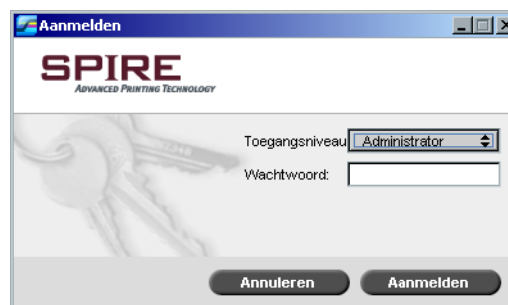 Aanmelden
SPIRE
ADVANCED PRINTING TECHNOLOGY
Toegangsniveau Administrator
Wachtwoord:
Annuleren Aanmelden